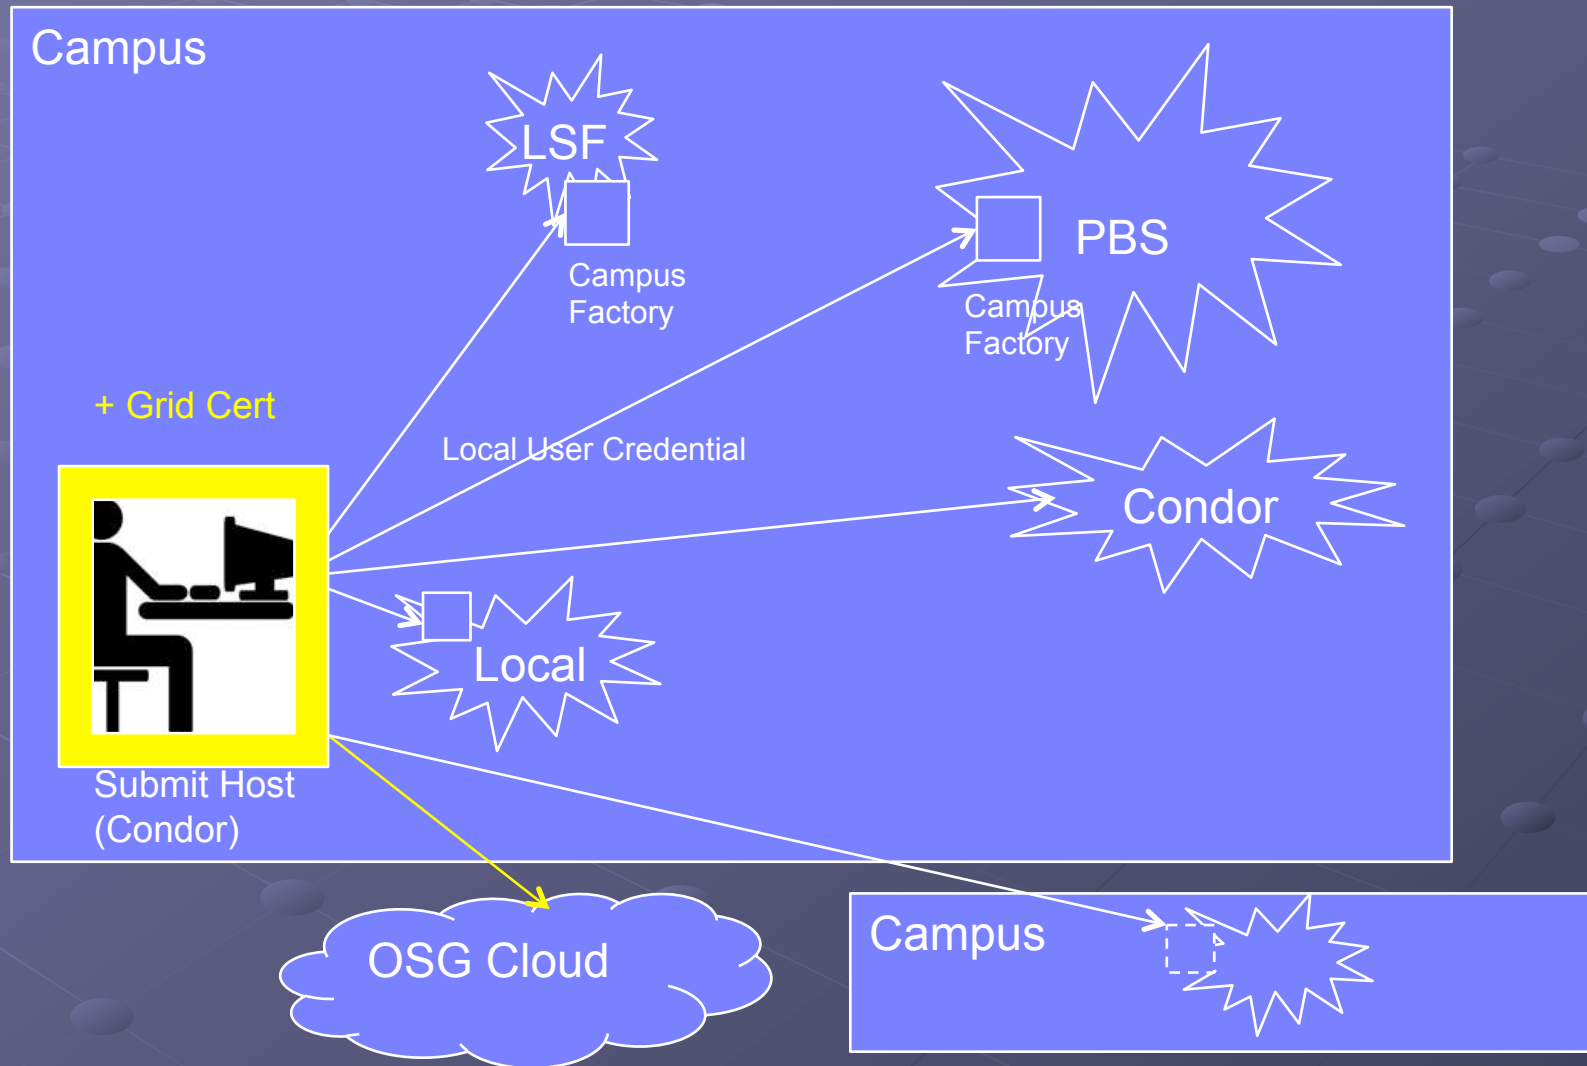 Campus
LSF
PBS
Campus
Factory
Campus
Factory
+ Grid Cert
Local User Credential
Condor
Local
Submit Host
(Condor)
OSG Cloud
Campus